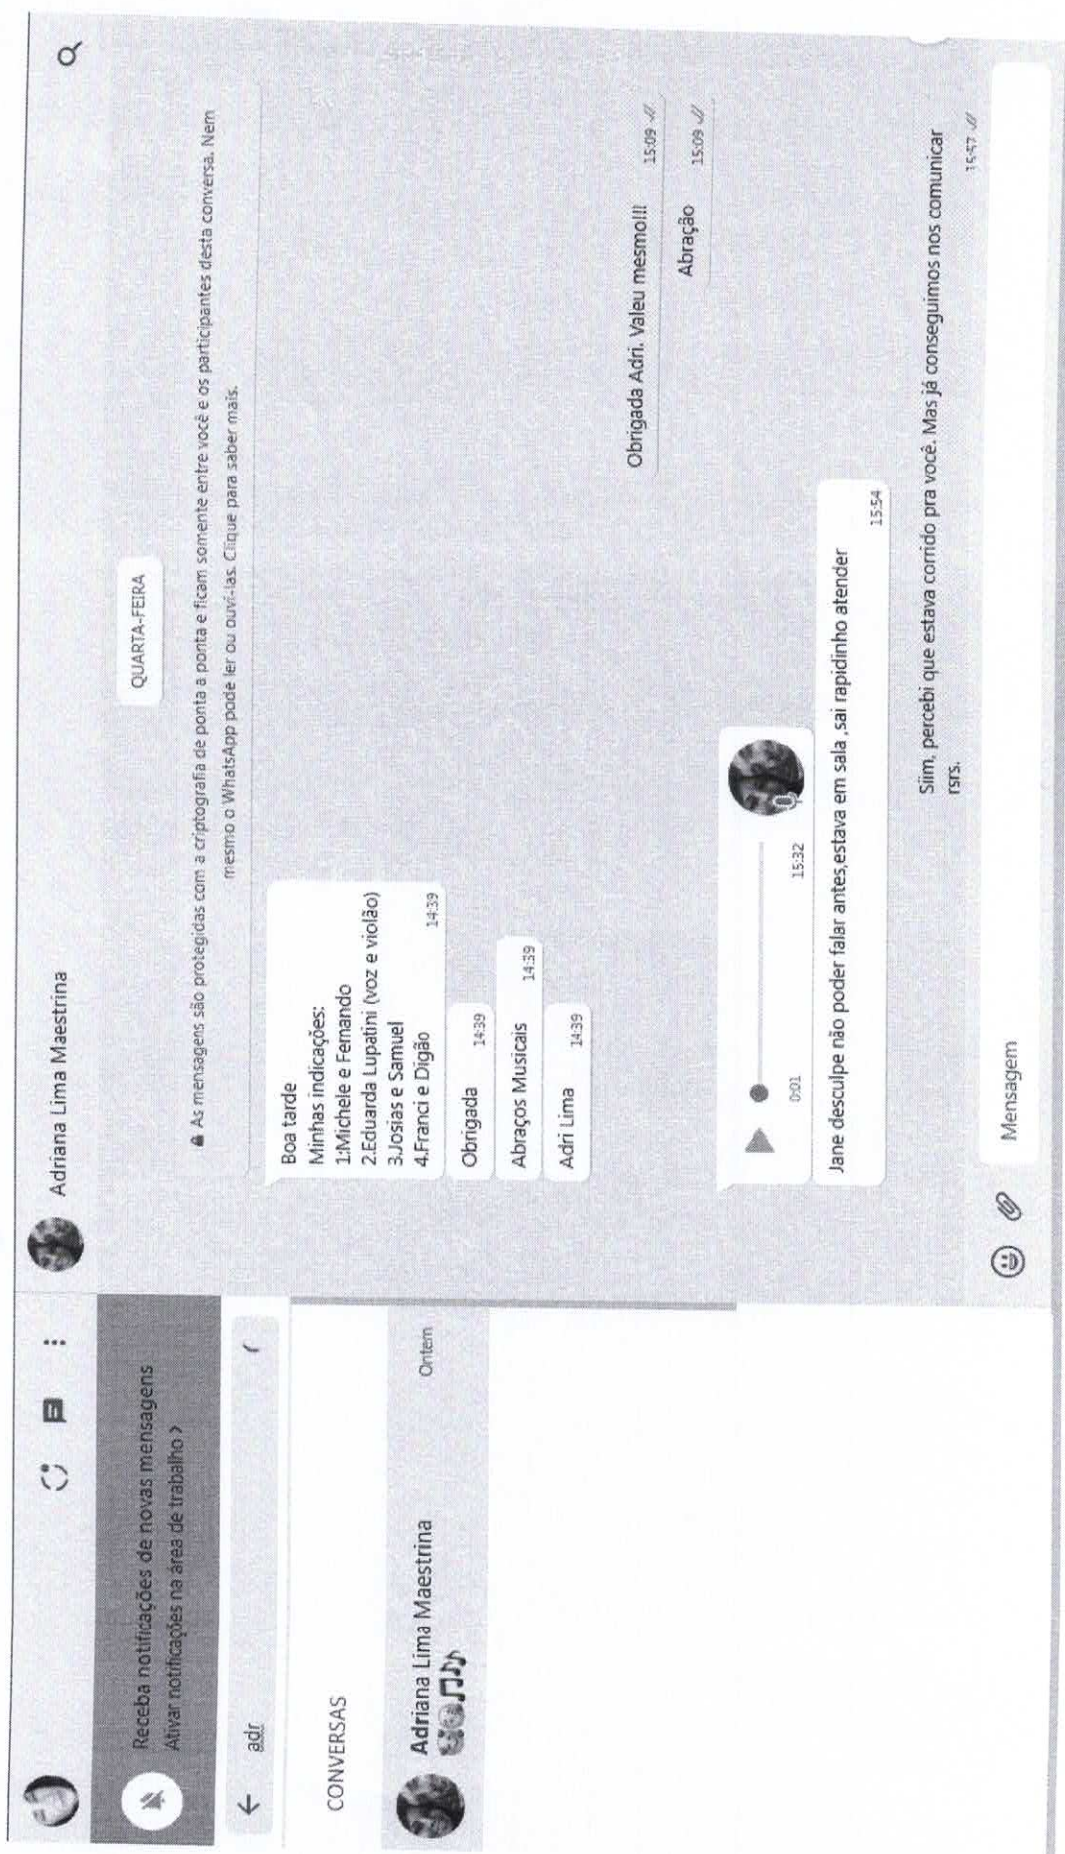 Receba notificações de novas mensagens
Ativar notificações na área de trabalho >
adr
CONVERSAS
Adriana Lima Maestrina
Ontem
Adriana Lima Maestrina
QUARTA-FEIRA
As mensagens são protegidas com a criptografia de ponta a ponta e ficam somente entre você e os participantes desta conversa. Nem
mesmo o WhatsApp pode ler ou ouvi-las. Clique para saber mais.
Boa tarde
Minhas indicações:
1:Michele e Fernando
2.Eduarda Lupatini (voz e violão)
3.Josias e Samuel
4.Franci e Digão
14:39
Obrigada
14:39
Abraços Musicais
14:39
Adri Lima
14:39
Obrigada Adri. Valeu mesmo!!!
15:09
Abração
15:09
0:01
15:32
Jane desculpe não poder falar antes,estava em sala ,sai rapidinho atender
15:54
Siim, percebi que estava corrido pra você. Mas já conseguimos nos comunicar
rsrs.
15:57
Mensagem